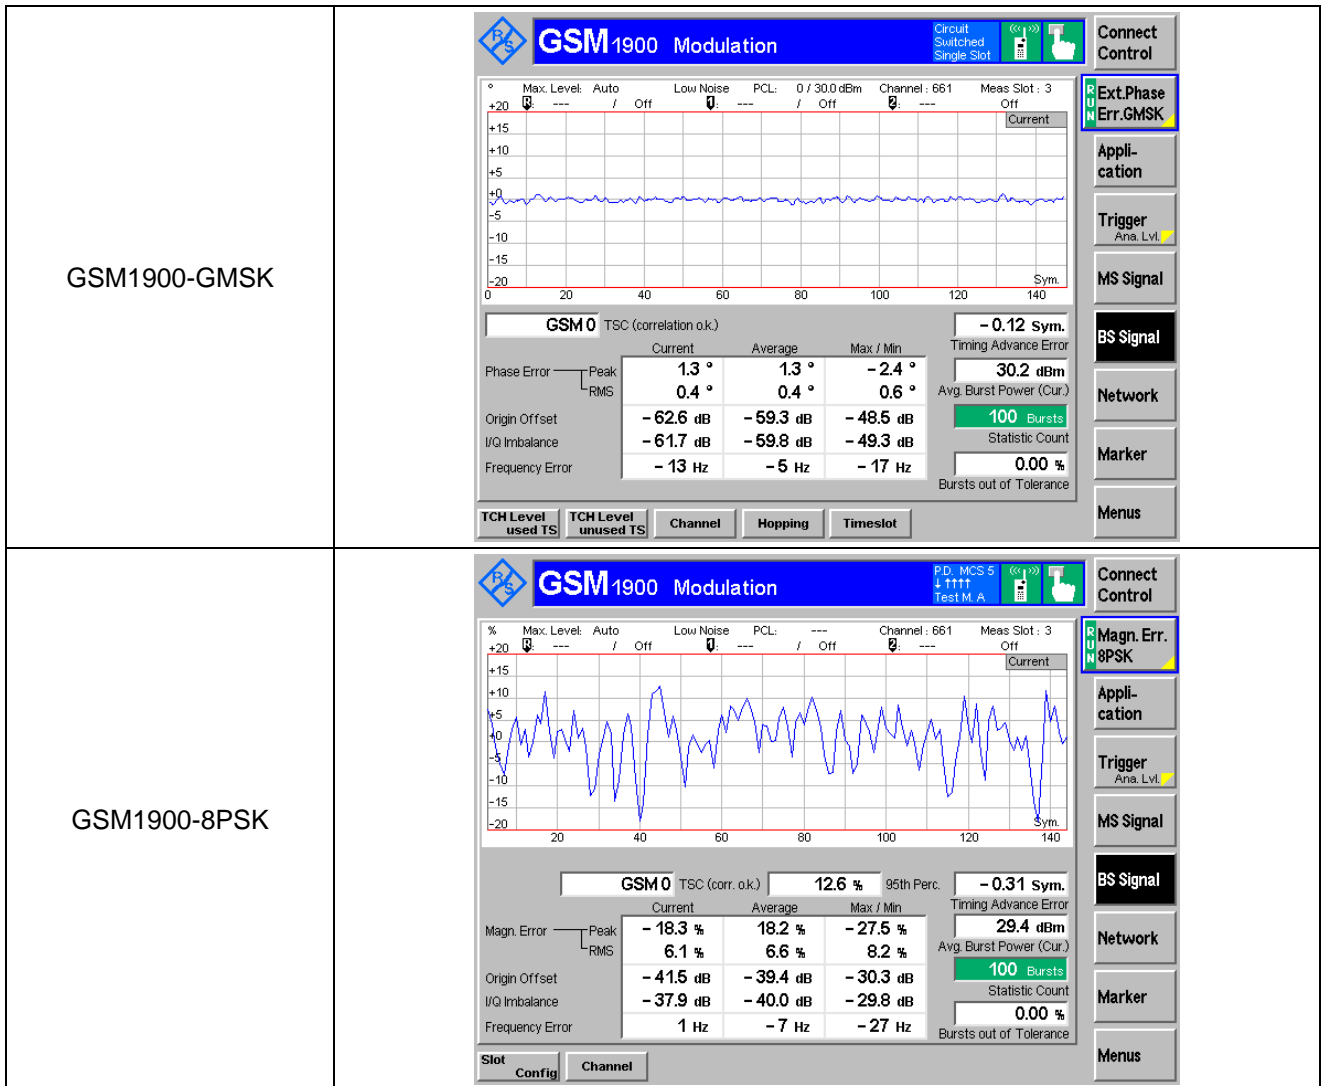 GSM1900-GMSK
R/S
GSM 1900 Modulation
Circuit
Switched
Single Slot
Connect
Control
° Max. Level: Auto Low Noise PCL: 0 / 30.0 dBm Channel : 661 Meas Slot : 3
+20 R: --- / Off 1: --- / Off 2: --- Off
Current
+15
+10
+5
+0
-5
-10
-15
-20 Sym.
0 20 40 60 80 100 120 140
RUN
Ext.Phase
Err.GMSK
Appli-
cation
Trigger
Ana. Lvl.
MS Signal
BS Signal
Network
Marker
Menus
GSM 0 TSC (correlation o.k.) - 0.12 Sym.
Timing Advance Error
Current Average Max / Min
Phase Error Peak 1.3 ° 1.3 ° - 2.4 ° 30.2 dBm
RMS 0.4 ° 0.4 ° 0.6 ° Avg. Burst Power (Cur.)
Origin Offset - 62.6 dB - 59.3 dB - 48.5 dB 100 Bursts
I/Q Imbalance - 61.7 dB - 59.8 dB - 49.3 dB Statistic Count
Frequency Error - 13 Hz - 5 Hz - 17 Hz 0.00 %
Bursts out of Tolerance
TCH Level
used TS
TCH Level
unused TS
Channel
Hopping
Timeslot
GSM1900-8PSK
R/S
GSM 1900 Modulation
P.D. MCS 5
↓ ↑↑↑↑
Test M. A
Connect
Control
% Max. Level: Auto Low Noise PCL: --- Channel : 661 Meas Slot : 3
+20 R: --- / Off 1: --- / Off 2: --- Off
Current
+15
+10
+5
+0
-5
-10
-15
-20 Sym.
20 40 60 80 100 120 140
RUN
Magn. Err.
8PSK
Appli-
cation
Trigger
Ana. Lvl.
MS Signal
BS Signal
Network
Marker
Menus
GSM 0 TSC (corr. o.k.) 12.6 % 95th Perc. - 0.31 Sym.
Timing Advance Error
Current Average Max / Min
Magn. Error Peak - 18.3 % 18.2 % - 27.5 % 29.4 dBm
RMS 6.1 % 6.6 % 8.2 % Avg. Burst Power (Cur.)
Origin Offset - 41.5 dB - 39.4 dB - 30.3 dB 100 Bursts
I/Q Imbalance - 37.9 dB - 40.0 dB - 29.8 dB Statistic Count
Frequency Error 1 Hz - 7 Hz - 27 Hz 0.00 %
Bursts out of Tolerance
Slot
Config
Channel